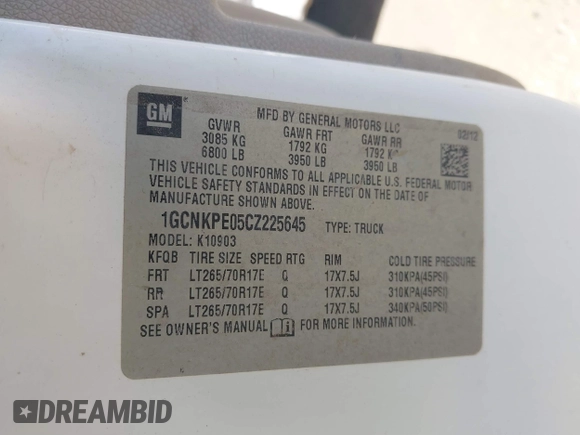 GM
MFD BY GENERAL MOTORS LLC
02/12
GVWR GAWR FRT GAWR RR
3085 KG 1792 KG 1792 K
6800 LB 3950 LB 3950 LB
THIS VEHICLE CONFORMS TO ALL APPLICABLE U.S. FEDERAL MOTOR
VEHICLE SAFETY STANDARDS IN EFFECT ON THE DATE OF
MANUFACTURE SHOWN ABOVE.
1GCNKPE05CZ225645 TYPE: TRUCK
MODEL: K10903
KFQB TIRE SIZE SPEED RTG RIM COLD TIRE PRESSURE
FRT LT265/70R17E Q 17X7.5J 310KPA(45PSI)
RR LT265/70R17E Q 17X7.5J 310KPA(45PSI)
SPA LT265/70R17E Q 17X7.5J 340KPA(50PSI)
SEE OWNER'S MANUAL FOR MORE INFORMATION.
DREAMBID